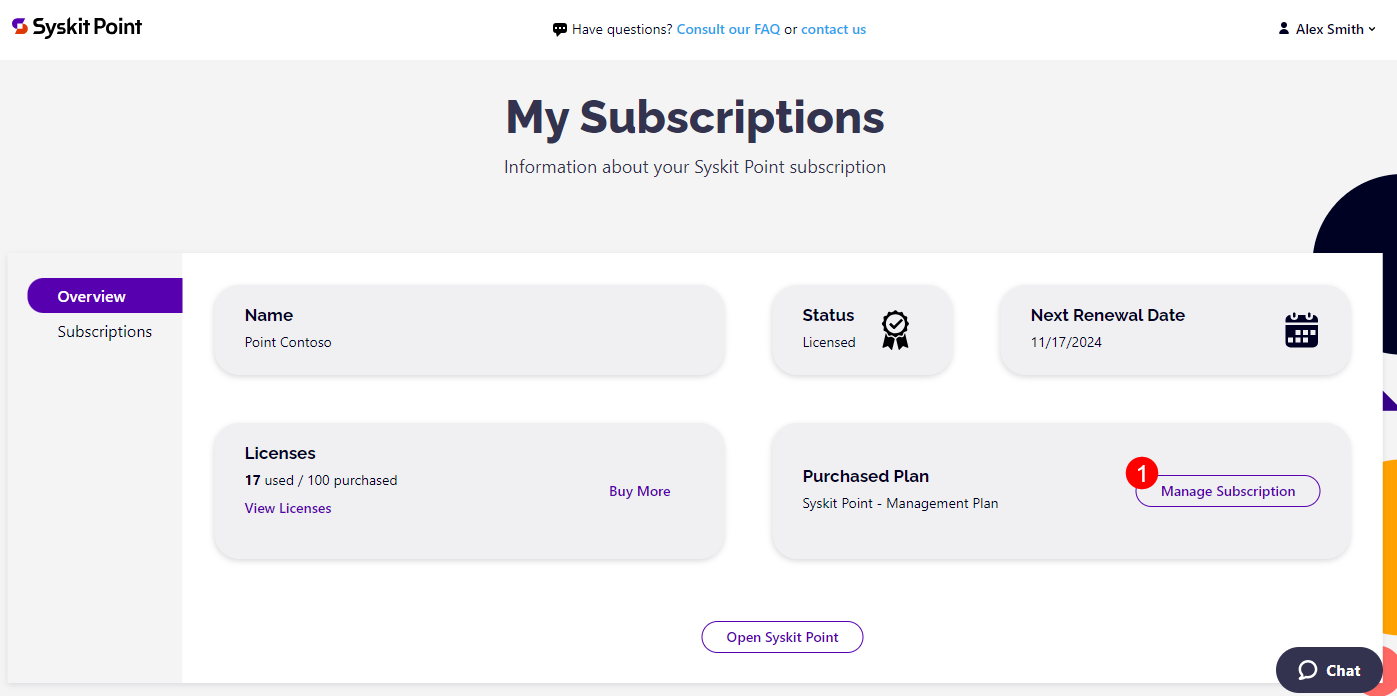 Syskit Point
Have questions? Consult our FAQ or contact us
Alex Smith
My Subscriptions
Information about your Syskit Point subscription
Overview
Subscriptions
Name
Point Contoso
Status
Licensed
Next Renewal Date
11/17/2024
Licenses
17 used / 100 purchased
View Licenses
Buy More
Purchased Plan
Syskit Point - Management Plan
1
Manage Subscription
Open Syskit Point
Chat